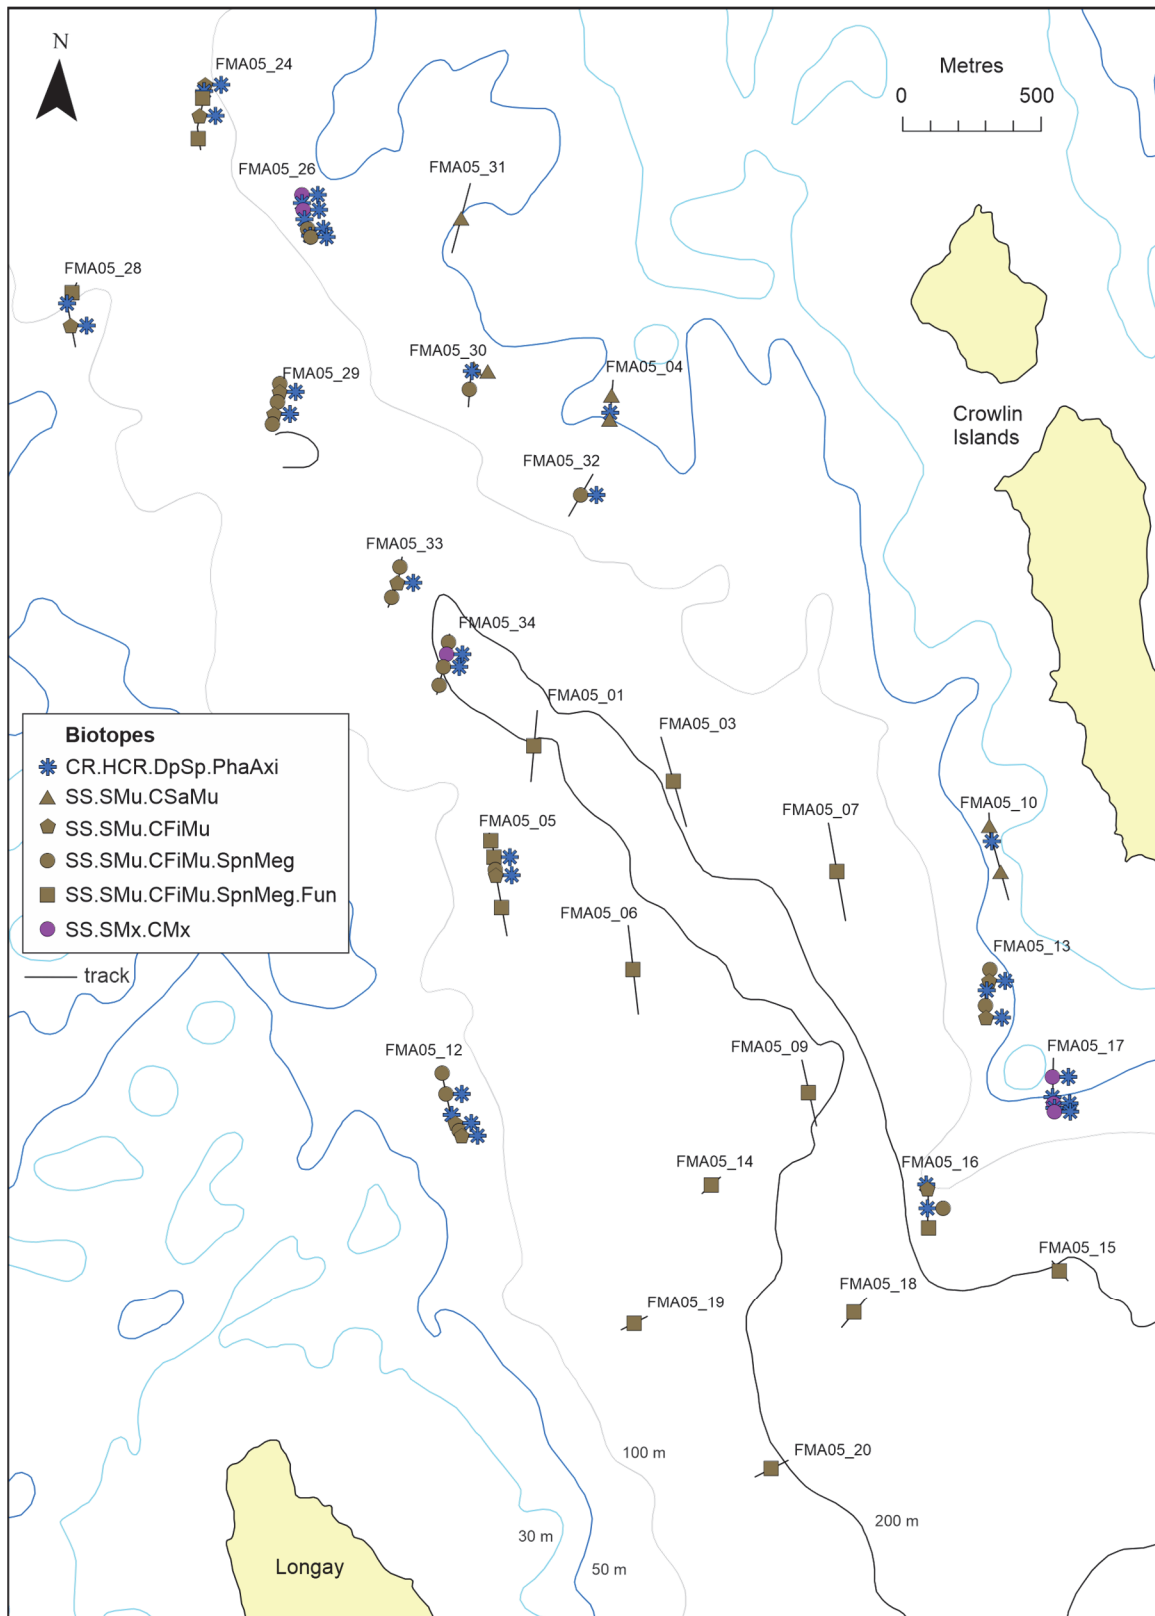 N
FMA05_24
Metres
0 500
FMA05_26
FMA05_31
FMA05_28
FMA05_30
FMA05_04
FMA05_29
Crowlin
Islands
FMA05_32
FMA05_33
FMA05_34
FMA05_01
FMA05_03
Biotopes
CR.HCR.DpSp.PhaAxi
SS.SMu.CSaMu
SS.SMu.CFiMu
SS.SMu.CFiMu.SpnMeg
SS.SMu.CFiMu.SpnMeg.Fun
SS.SMx.CMx
track
FMA05_07
FMA05_10
FMA05_05
FMA05_06
FMA05_13
FMA05_09
FMA05_17
FMA05_12
FMA05_14
FMA05_16
FMA05_15
FMA05_18
FMA05_19
FMA05_20
100 m
200 m
30 m
50 m
Longay